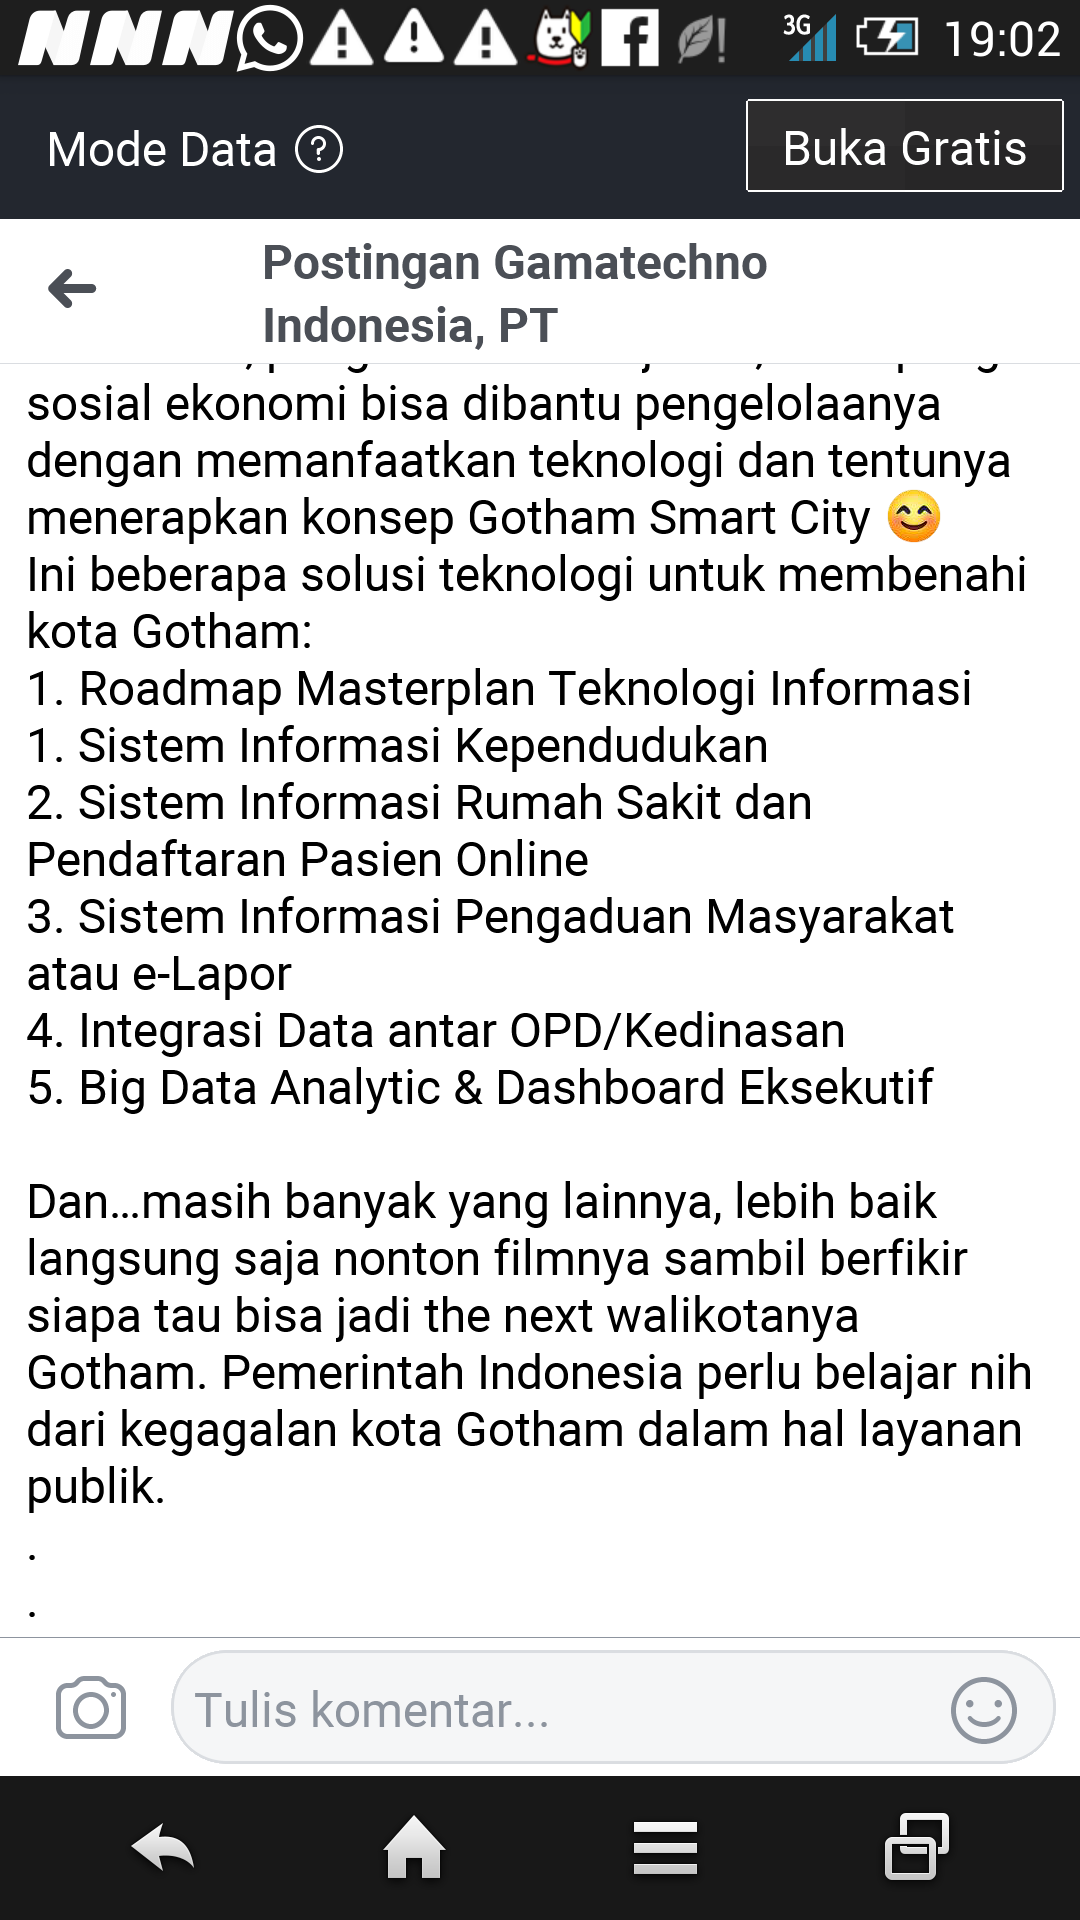 3G 19:02
Mode Data ? Buka Gratis
Postingan Gamatechno
Indonesia, PT
sosial ekonomi bisa dibantu pengelolaanya
dengan memanfaatkan teknologi dan tentunya
menerapkan konsep Gotham Smart City 😊
Ini beberapa solusi teknologi untuk membenahi
kota Gotham:
1. Roadmap Masterplan Teknologi Informasi
1. Sistem Informasi Kependudukan
2. Sistem Informasi Rumah Sakit dan
Pendaftaran Pasien Online
3. Sistem Informasi Pengaduan Masyarakat
atau e-Lapor
4. Integrasi Data antar OPD/Kedinasan
5. Big Data Analytic & Dashboard Eksekutif
Dan...masih banyak yang lainnya, lebih baik
langsung saja nonton filmnya sambil berfikir
siapa tau bisa jadi the next walikotanya
Gotham. Pemerintah Indonesia perlu belajar nih
dari kegagalan kota Gotham dalam hal layanan
publik.
.
.
Tulis komentar...